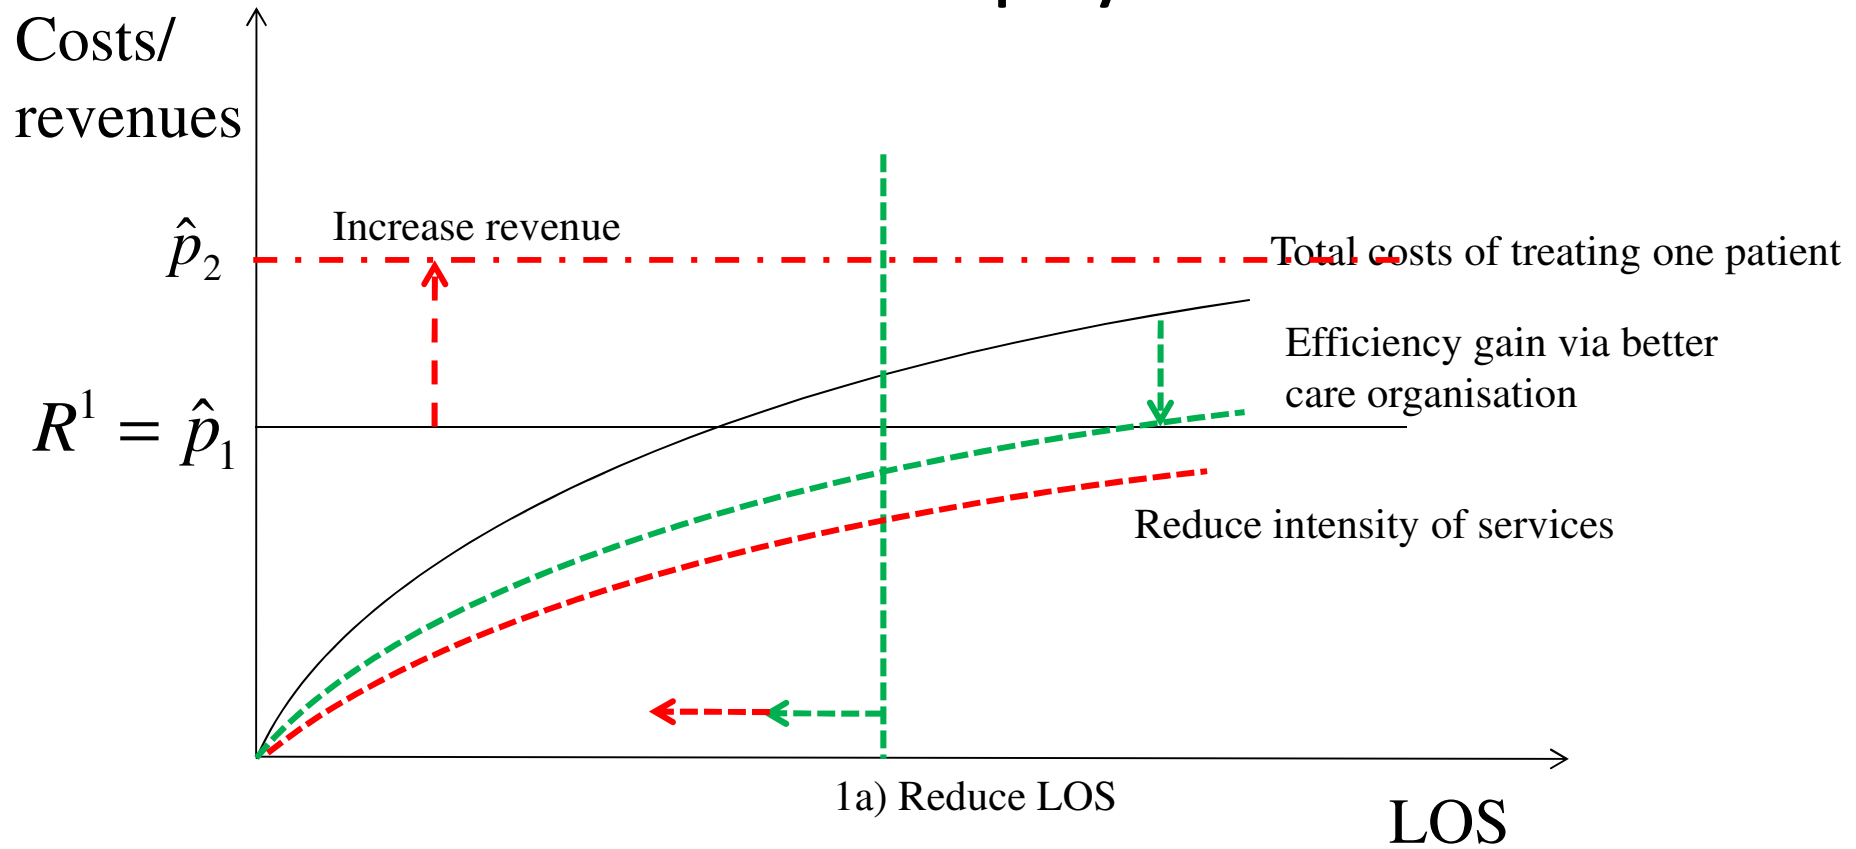 Costs/
revenues
Increase revenue
p̂₂
Total costs of treating one patient
Efficiency gain via better
care organisation
R¹ = p̂₁
Reduce intensity of services
1a) Reduce LOS
LOS